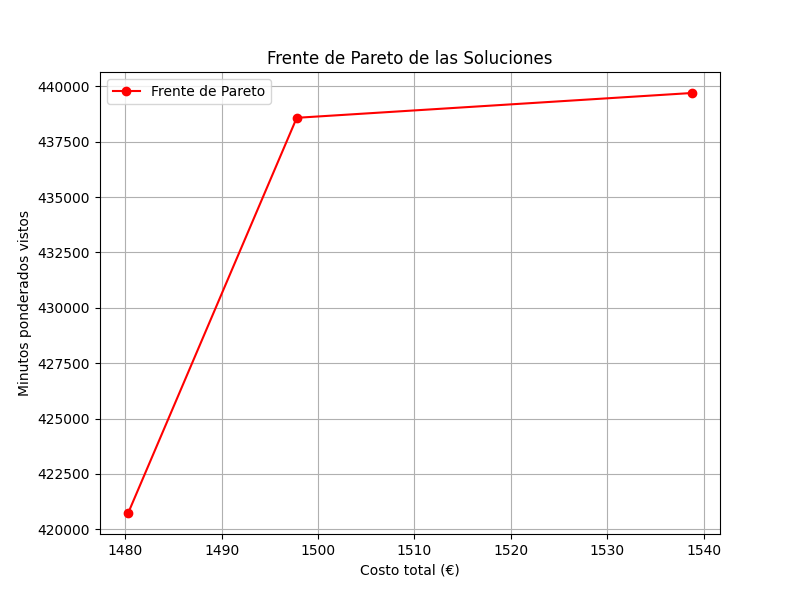 Frente de Pareto de las Soluciones
Frente de Pareto
440000
437500
435000
432500
430000
427500
425000
422500
420000
Minutos ponderados vistos
1480 1490 1500 1510 1520 1530 1540
Costo total (€)